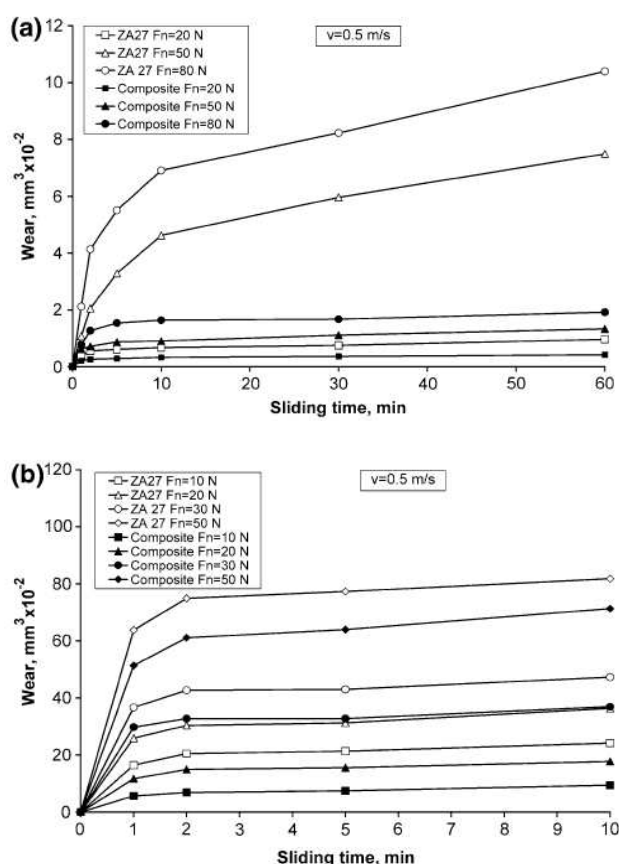 (a)
v=0.5 m/s
ZA27 Fn=20 N
ZA27 Fn=50 N
ZA 27 Fn=80 N
Composite Fn=20 N
Composite Fn=50 N
Composite Fn=80 N
12
10
8
6
4
2
0
Wear, mm³x10⁻²
0 10 20 30 40 50 60
Sliding time, min
(b)
v=0.5 m/s
ZA27 Fn=10 N
ZA27 Fn=20 N
ZA 27 Fn=30 N
ZA 27 Fn=50 N
Composite Fn=10 N
Composite Fn=20 N
Composite Fn=30 N
Composite Fn=50 N
120
100
80
60
40
20
0
Wear, mm³x10⁻²
0 1 2 3 4 5 6 7 8 9 10
Sliding time, min